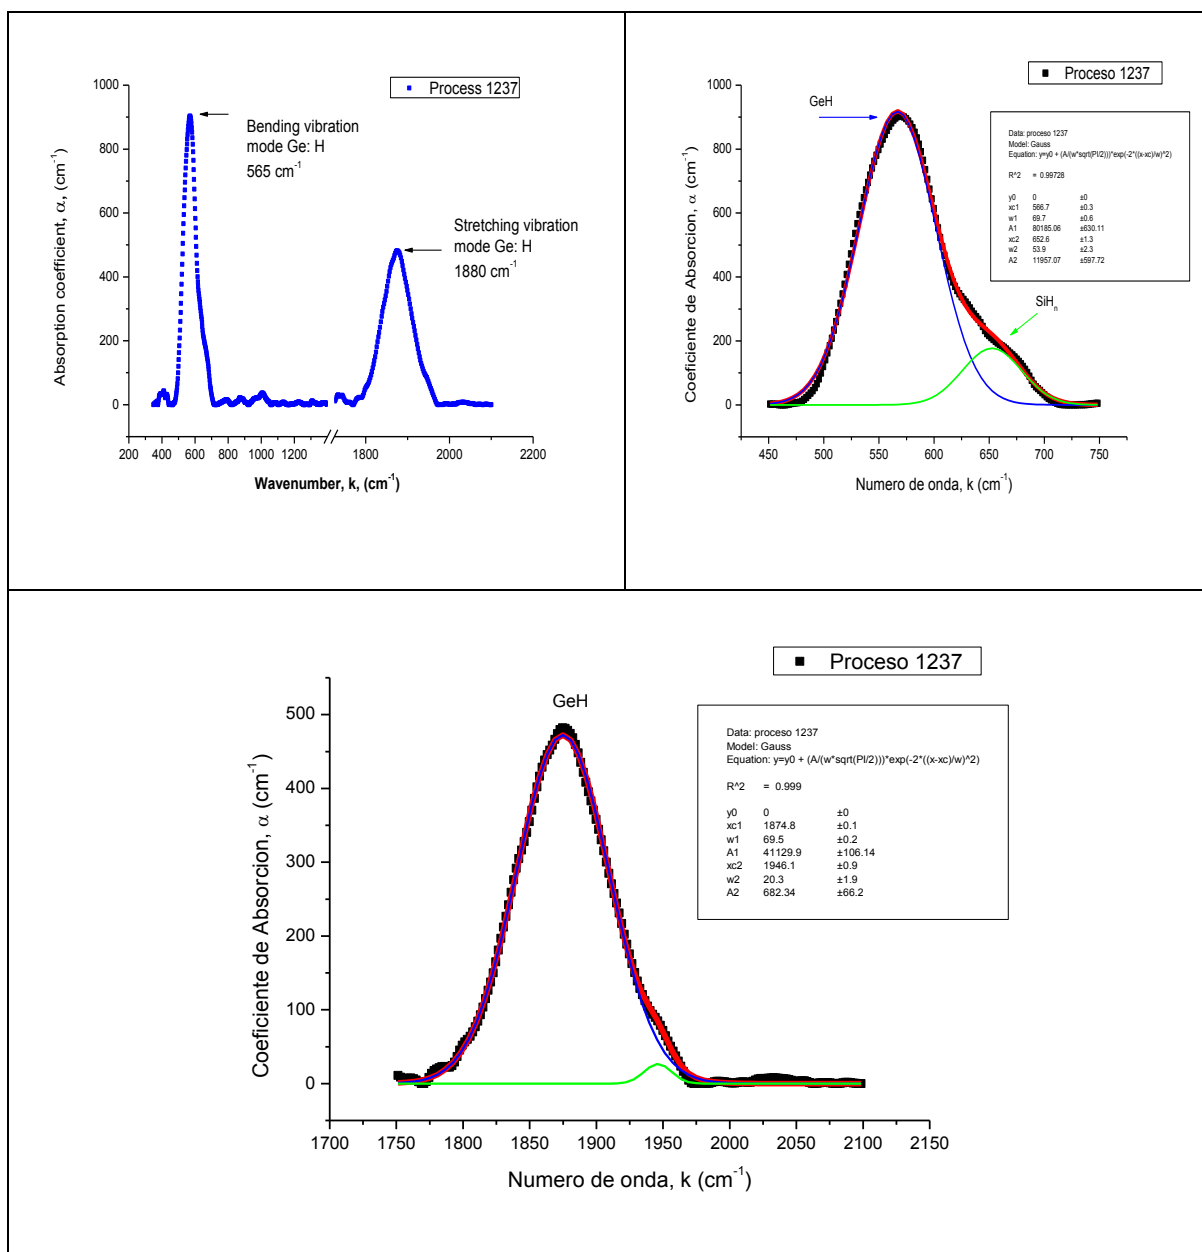 Process 1237
Bending vibration
mode Ge: H
565 cm⁻¹
Stretching vibration
mode Ge: H
1880 cm⁻¹
Absorption coefficient, α, (cm⁻¹)
1000
800
600
400
200
0
200 400 600 800 1000 1200 1800 2000 2200
Wavenumber, k, (cm⁻¹)
Proceso 1237
GeH
Data: proceso 1237
Model: Gauss
Equation: y=y0 + (A/(w*sqrt(PI/2)))*exp(-2*((x-xc)/w)^2)
R^2 = 0.99728
y0 0 ±0
xc1 566.7 ±0.3
w1 69.7 ±0.6
A1 80185.06 ±630.11
xc2 652.6 ±1.3
w2 53.9 ±2.3
A2 11957.07 ±597.72
SiHₙ
Coeficiente de Absorcion, α (cm⁻¹)
1000
800
600
400
200
0
450 500 550 600 650 700 750
Numero de onda, k (cm⁻¹)
Proceso 1237
GeH
Data: proceso 1237
Model: Gauss
Equation: y=y0 + (A/(w*sqrt(PI/2)))*exp(-2*((x-xc)/w)^2)
R^2 = 0.999
y0 0 ±0
xc1 1874.8 ±0.1
w1 69.5 ±0.2
A1 41129.9 ±106.14
xc2 1946.1 ±0.9
w2 20.3 ±1.9
A2 682.34 ±66.2
Coeficiente de Absorcion, α (cm⁻¹)
500
400
300
200
100
0
1700 1750 1800 1850 1900 1950 2000 2050 2100 2150
Numero de onda, k (cm⁻¹)